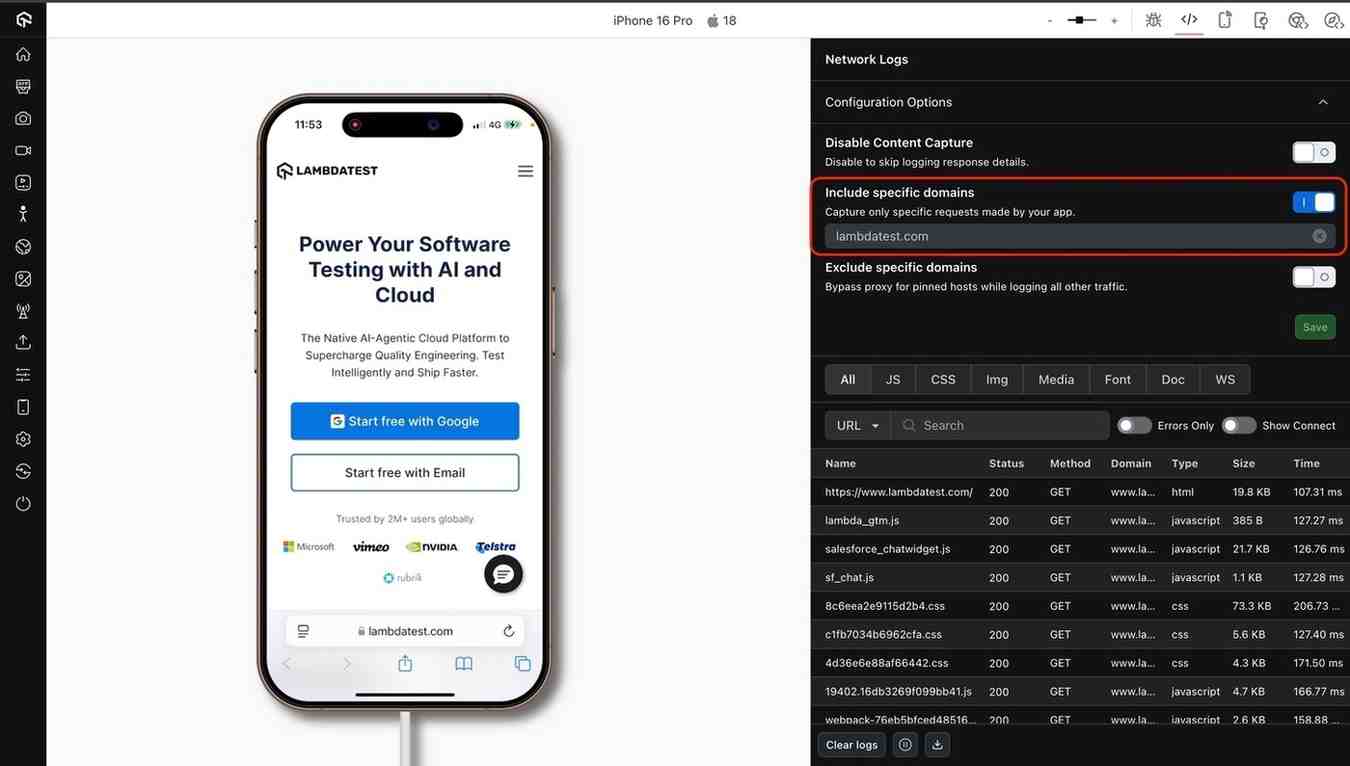 iPhone 16 Pro 18
- +
Network Logs
Configuration Options
Disable Content Capture
Disable to skip logging response details.
Include specific domains
Capture only specific requests made by your app.
lambdatest.com
Exclude specific domains
Bypass proxy for pinned hosts while logging all other traffic.
Save
All JS CSS Img Media Font Doc WS
URL Search Errors Only Show Connect
Name Status Method Domain Type Size Time
https://www.lambdatest.com/ 200 GET www.la... html 19.8 KB 107.31 ms
lambda_gtm.js 200 GET www.la... javascript 385 B 127.27 ms
salesforce_chatwidget.js 200 GET www.la... javascript 21.7 KB 126.76 ms
sf_chat.js 200 GET www.la... javascript 1.1 KB 127.28 ms
8c6eea2e9115d2b4.css 200 GET www.la... css 73.3 KB 206.73 ...
c1fb7034b6962cfa.css 200 GET www.la... css 5.6 KB 127.40 ms
4d36e6e88af66442.css 200 GET www.la... css 4.3 KB 171.50 ms
19402.16db3269f099bb41.js 200 GET www.la... javascript 4.7 KB 166.77 ms
webpack-76eb5bfced48516... 200 GET www.la... javascript 2.6 KB 158.88 ...
Clear logs
11:53 4G
LAMBDATEST
Power Your Software
Testing with AI and
Cloud
The Native AI-Agentic Cloud Platform to
Supercharge Quality Engineering. Test
Intelligently and Ship Faster.
G Start free with Google
Start free with Email
Trusted by 2M+ users globally
Microsoft vimeo NVIDIA Telstra
rubrik
lambdatest.com